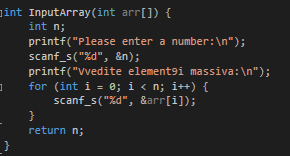 int InputArray(int arr[]) {
int n;
printf("Please enter a number:\n");
scanf_s("%d", &n);
printf("Vvedite element9i massiva:\n");
for (int i = 0; i < n; i++) {
scanf_s("%d", &arr[i]);
}
return n;
}